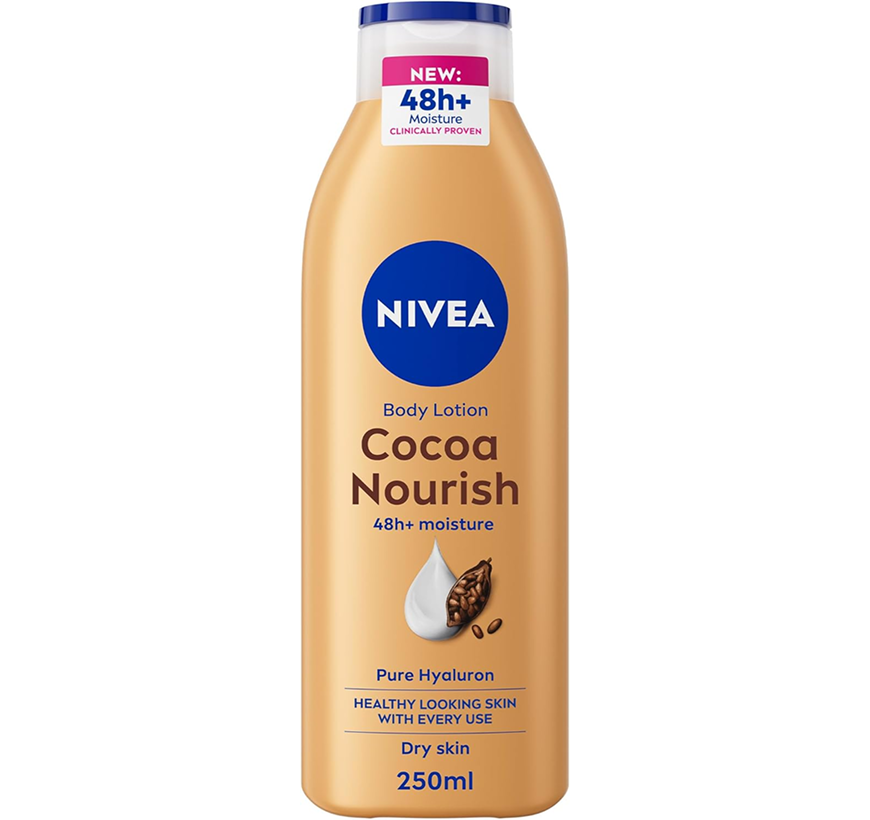 NEW:
48h+
Moisture
CLINICALLY PROVEN
NIVEA
Body Lotion
Cocoa
Nourish
48h+ moisture
Pure Hyaluron
HEALTHY LOOKING SKIN
WITH EVERY USE
Dry skin
250ml